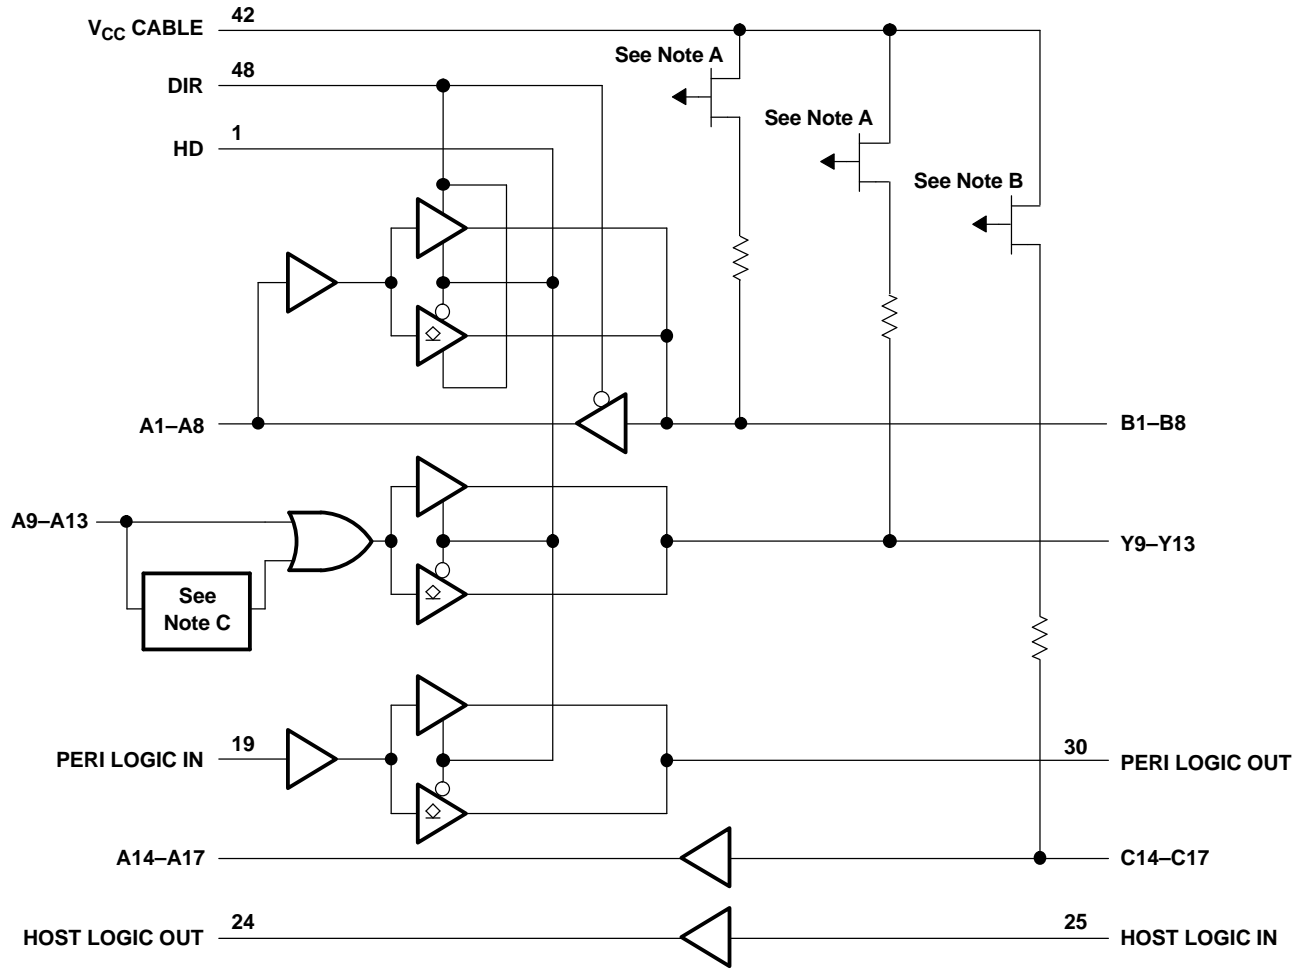 V_CC CABLE 42
DIR 48
HD 1
See Note A
See Note A
See Note B
A1–A8
B1–B8
A9–A13
Y9–Y13
See
Note C
PERI LOGIC IN 19
30 PERI LOGIC OUT
A14–A17
C14–C17
HOST LOGIC OUT 24
25 HOST LOGIC IN